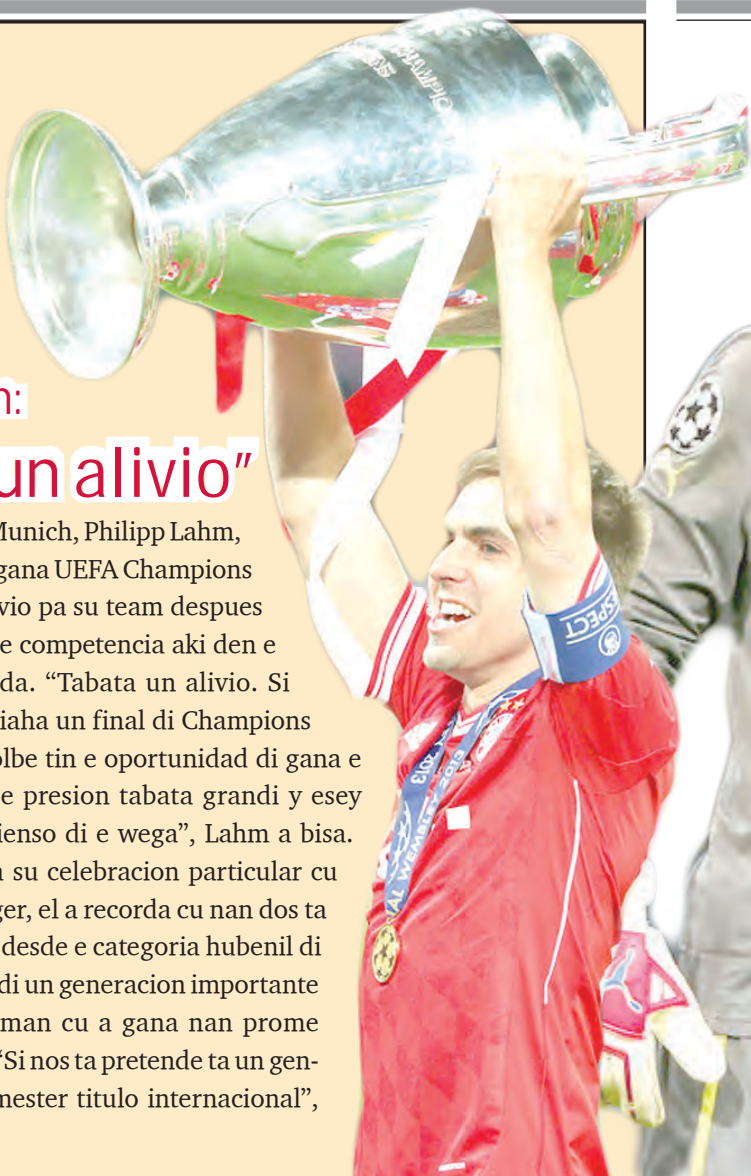 n:
un alivio”
Munich, Philipp Lahm,
gana UEFA Champions
vio pa su team despues
e competencia aki den e
da. “Tabata un alivio. Si
iaha un final di Champions
olbe tin e oportunidad di gana e
e presion tabata grandi y esey
ienso di e wega”, Lahm a bisa.
su celebracion particular cu
ger, el a recorda cu nan dos ta
desde e categoria hubenil di
di un generacion importante
man cu a gana nan prome
“Si nos ta pretende ta un gen-
mester titulo internacional”,
RESPECT
WEMBLEY
2013